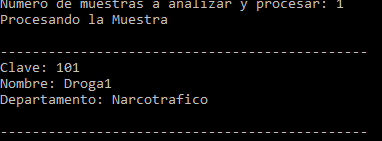 Numero de muestras a analizar y procesar: 1
Procesando la Muestra
----------------------------------------------
Clave: 101
Nombre: Droga1
Departamento: Narcotrafico
----------------------------------------------